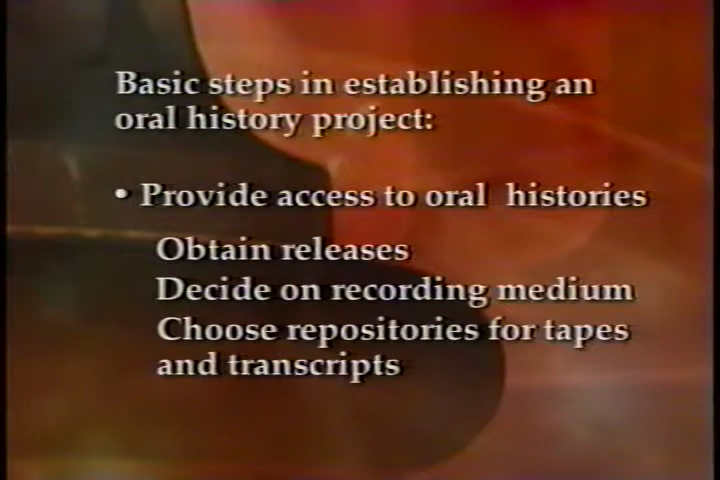 Basic steps in establishing an
oral history project:
• Provide access to oral histories
Obtain releases
Decide on recording medium
Choose repositories for tapes
and transcripts